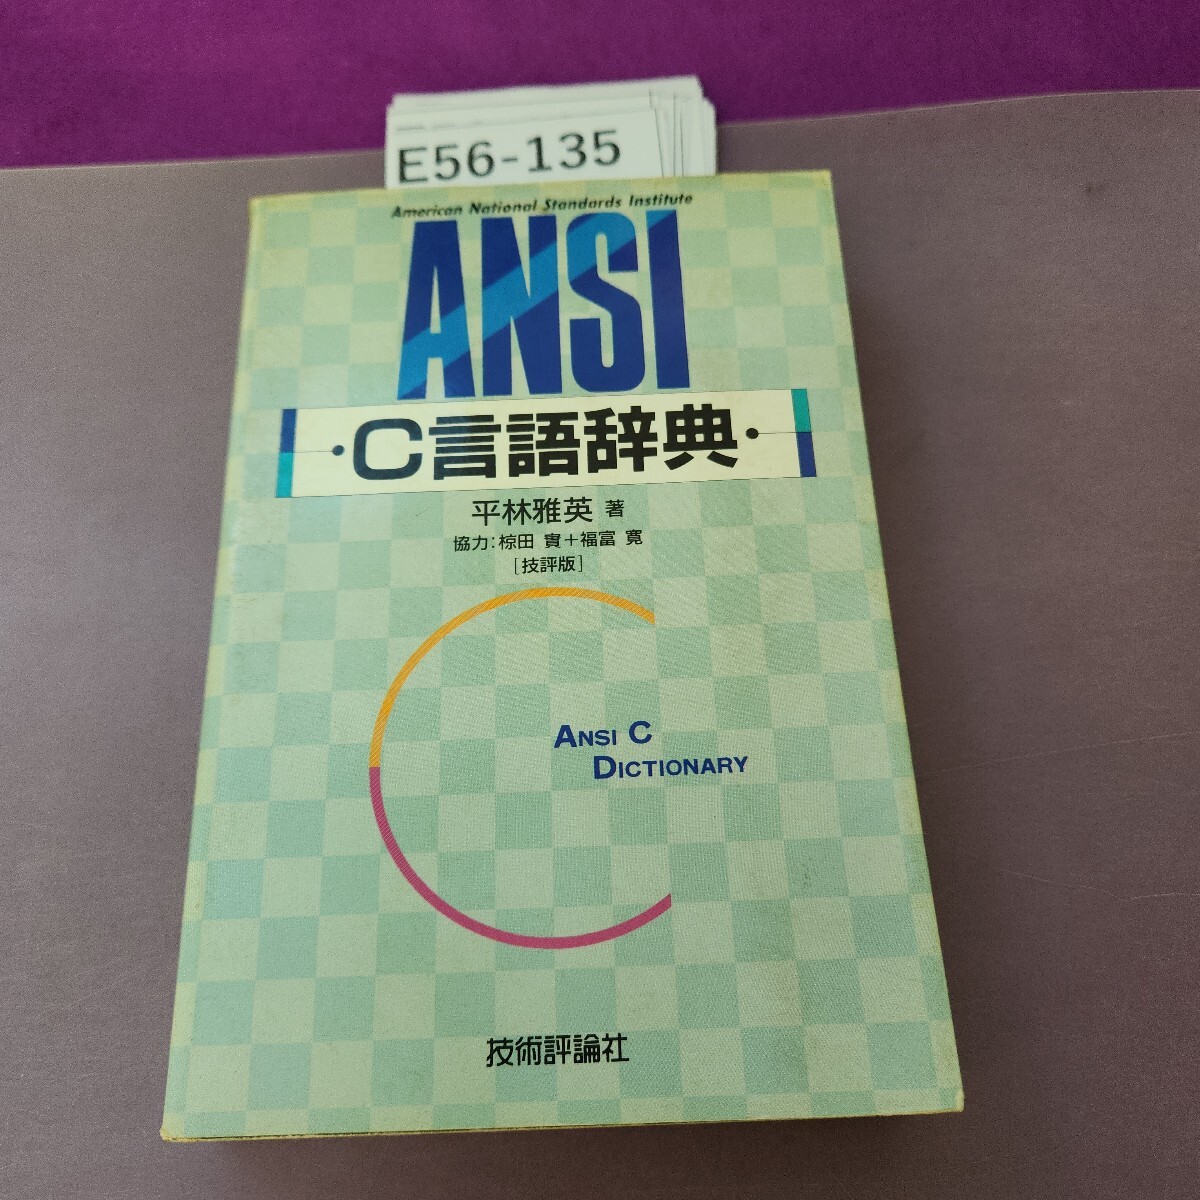 E56-135
American National Standards Institute
ANSI
・C言語辞典・
平林雅英 著
協力:椋田 實+福富 寛
[技評版]
ANSI C
DICTIONARY
技術評論社